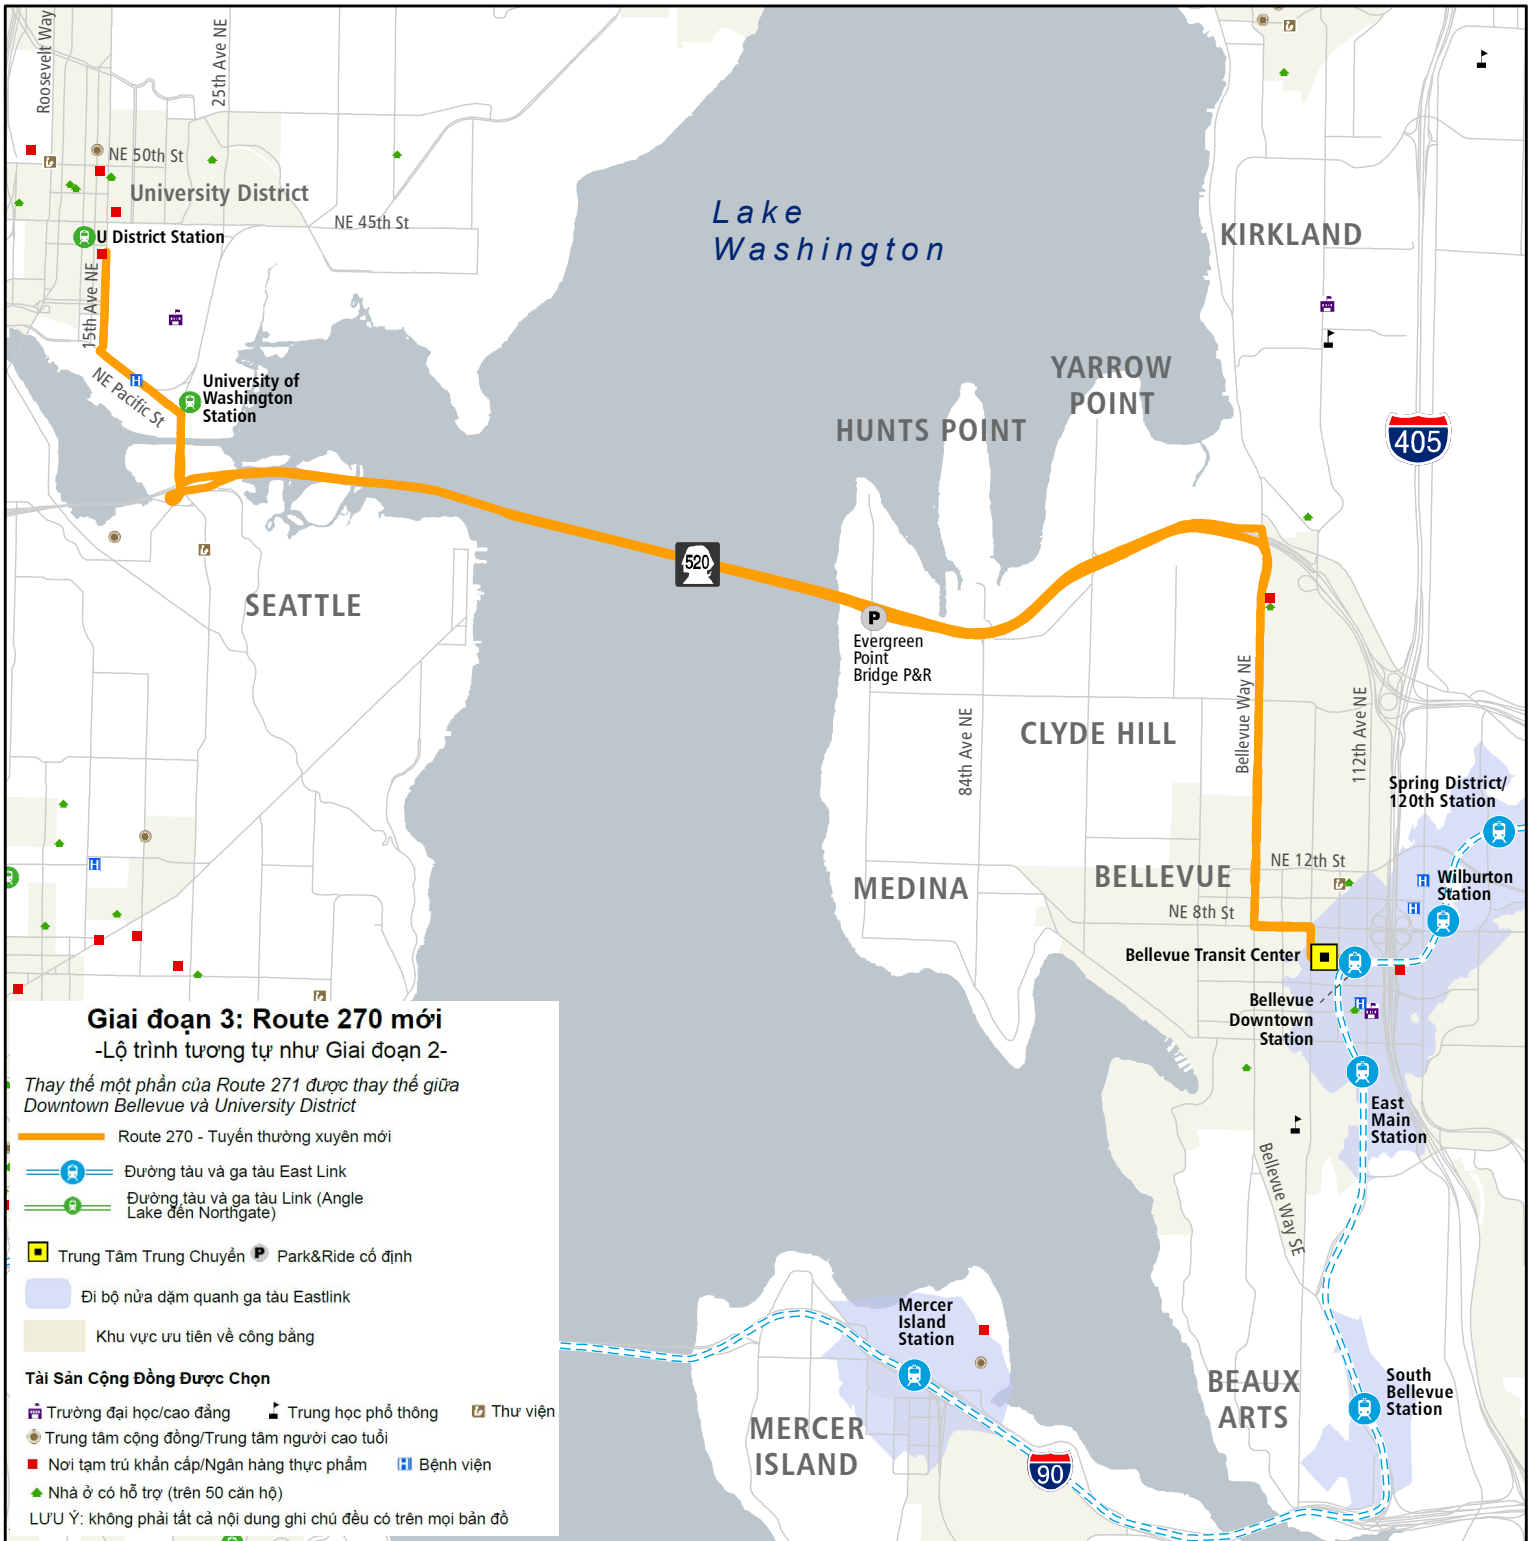 Roosevelt Way
25th Ave NE
NE 50th St
University District
NE 45th St
U District Station
15th Ave NE
NE Pacific St
University of
Washington
Station
Lake
Washington
KIRKLAND
YARROW
POINT
HUNTS POINT
405
520
SEATTLE
P
Evergreen
Point
Bridge P&R
84th Ave NE
CLYDE HILL
Bellevue Way NE
112th Ave NE
Spring District/
120th Station
NE 12th St
BELLEVUE
MEDINA
NE 8th St
Wilburton
Station
Bellevue Transit Center
Bellevue
Downtown
Station
East
Main
Station
Bellevue Way SE
Mercer
Island
Station
MERCER
ISLAND
90
BEAUX
ARTS
South
Bellevue
Station
H
H
H
H
H
Giai đoạn 3: Route 270 mới
-Lộ trình tương tự như Giai đoạn 2-
Thay thế một phần của Route 271 được thay thế giữa
Downtown Bellevue và University District
Route 270 - Tuyến thường xuyên mới
Đường tàu và ga tàu East Link
Đường tàu và ga tàu Link (Angle
Lake đến Northgate)
Trung Tâm Trung Chuyển P Park&Ride cố định
Đi bộ nửa dặm quanh ga tàu Eastlink
Khu vực ưu tiên về công bằng
Tài Sản Cộng Đồng Được Chọn
Trường đại học/cao đẳng Trung học phổ thông Thư viện
Trung tâm cộng đồng/Trung tâm người cao tuổi
Nơi tạm trú khẩn cấp/Ngân hàng thực phẩm H Bệnh viện
Nhà ở có hỗ trợ (trên 50 căn hộ)
LƯU Ý: không phải tất cả nội dung ghi chú đều có trên mọi bản đồ